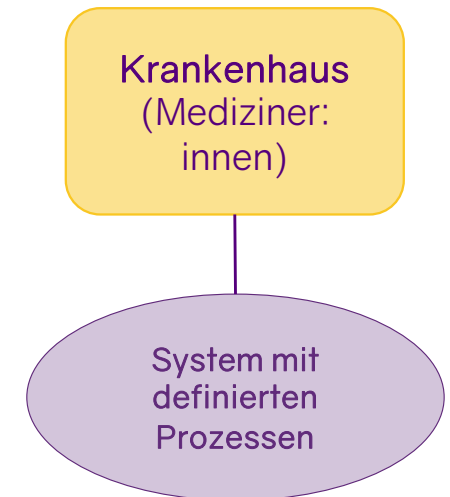 Krankenhaus
(Mediziner:
innen)
System mit
definierten
Prozessen